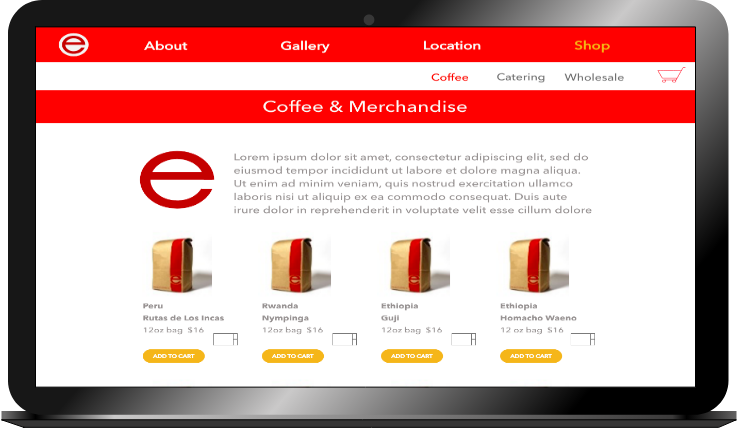 e
About Gallery Location Shop
Coffee Catering Wholesale
Coffee & Merchandise
e
Lorem ipsum dolor sit amet, consectetur adipiscing elit, sed do
eiusmod tempor incididunt ut labore et dolore magna aliqua.
Ut enim ad minim veniam, quis nostrud exercitation ullamco
laboris nisi ut aliquip ex ea commodo consequat. Duis aute
irure dolor in reprehenderit in voluptate velit esse cillum dolore
Peru
Rutas de Los Incas
12oz bag $16
ADD TO CART
Rwanda
Nympinga
12oz bag $16
ADD TO CART
Ethiopia
Guji
12oz bag $16
ADD TO CART
Ethiopia
Homacho Waeno
12 oz bag $16
ADD TO CART